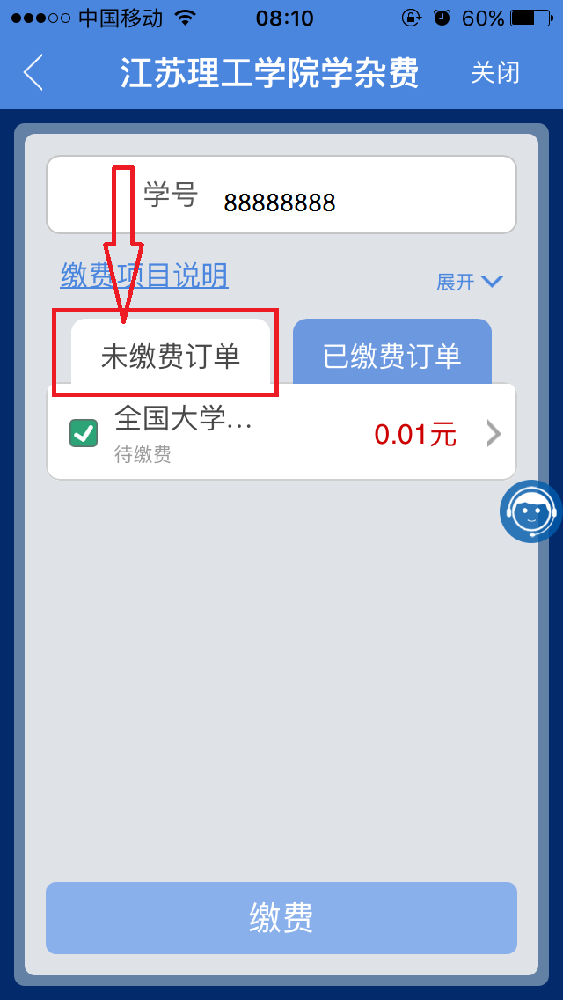 中国移动 08:10 60%
江苏理工学院学杂费 关闭
学号 88888888
缴费项目说明 展开
未缴费订单 已缴费订单
全国大学... 0.01元
待缴费
缴费